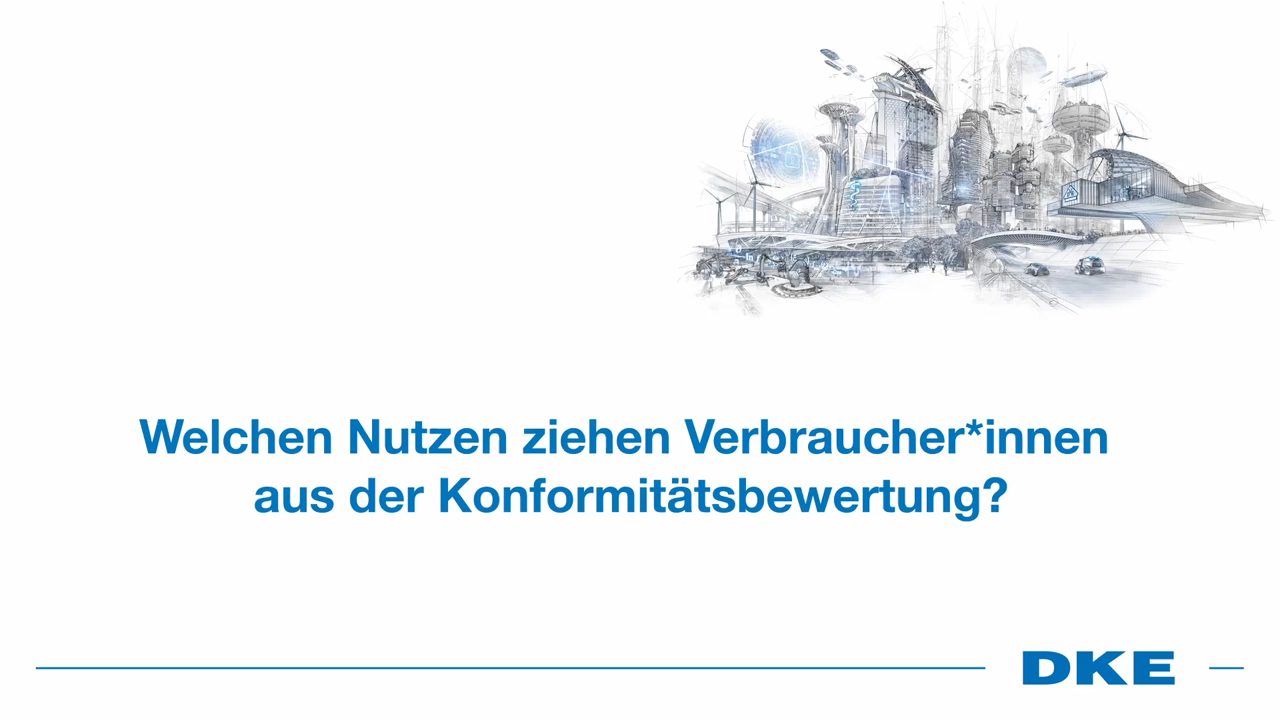 Welchen Nutzen ziehen Verbraucher*innen
aus der Konformitätsbewertung?
DKE